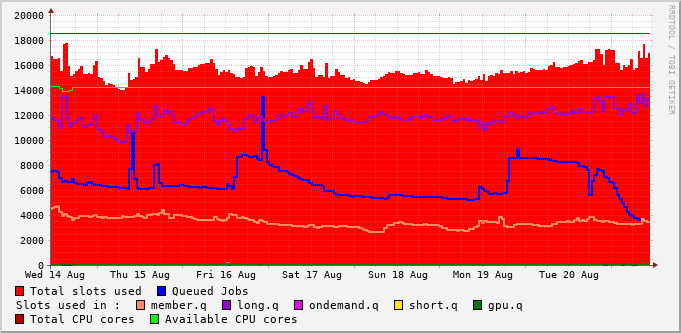 20000
18000
16000
14000
12000
10000
8000
6000
4000
2000
0
Wed 14 Aug Thu 15 Aug Fri 16 Aug Sat 17 Aug Sun 18 Aug Mon 19 Aug Tue 20 Aug
Total slots used Queued Jobs
Slots used in : member.q long.q ondemand.q short.q gpu.q
Total CPU cores Available CPU cores
RRDTOOL / TOBI OETIKER